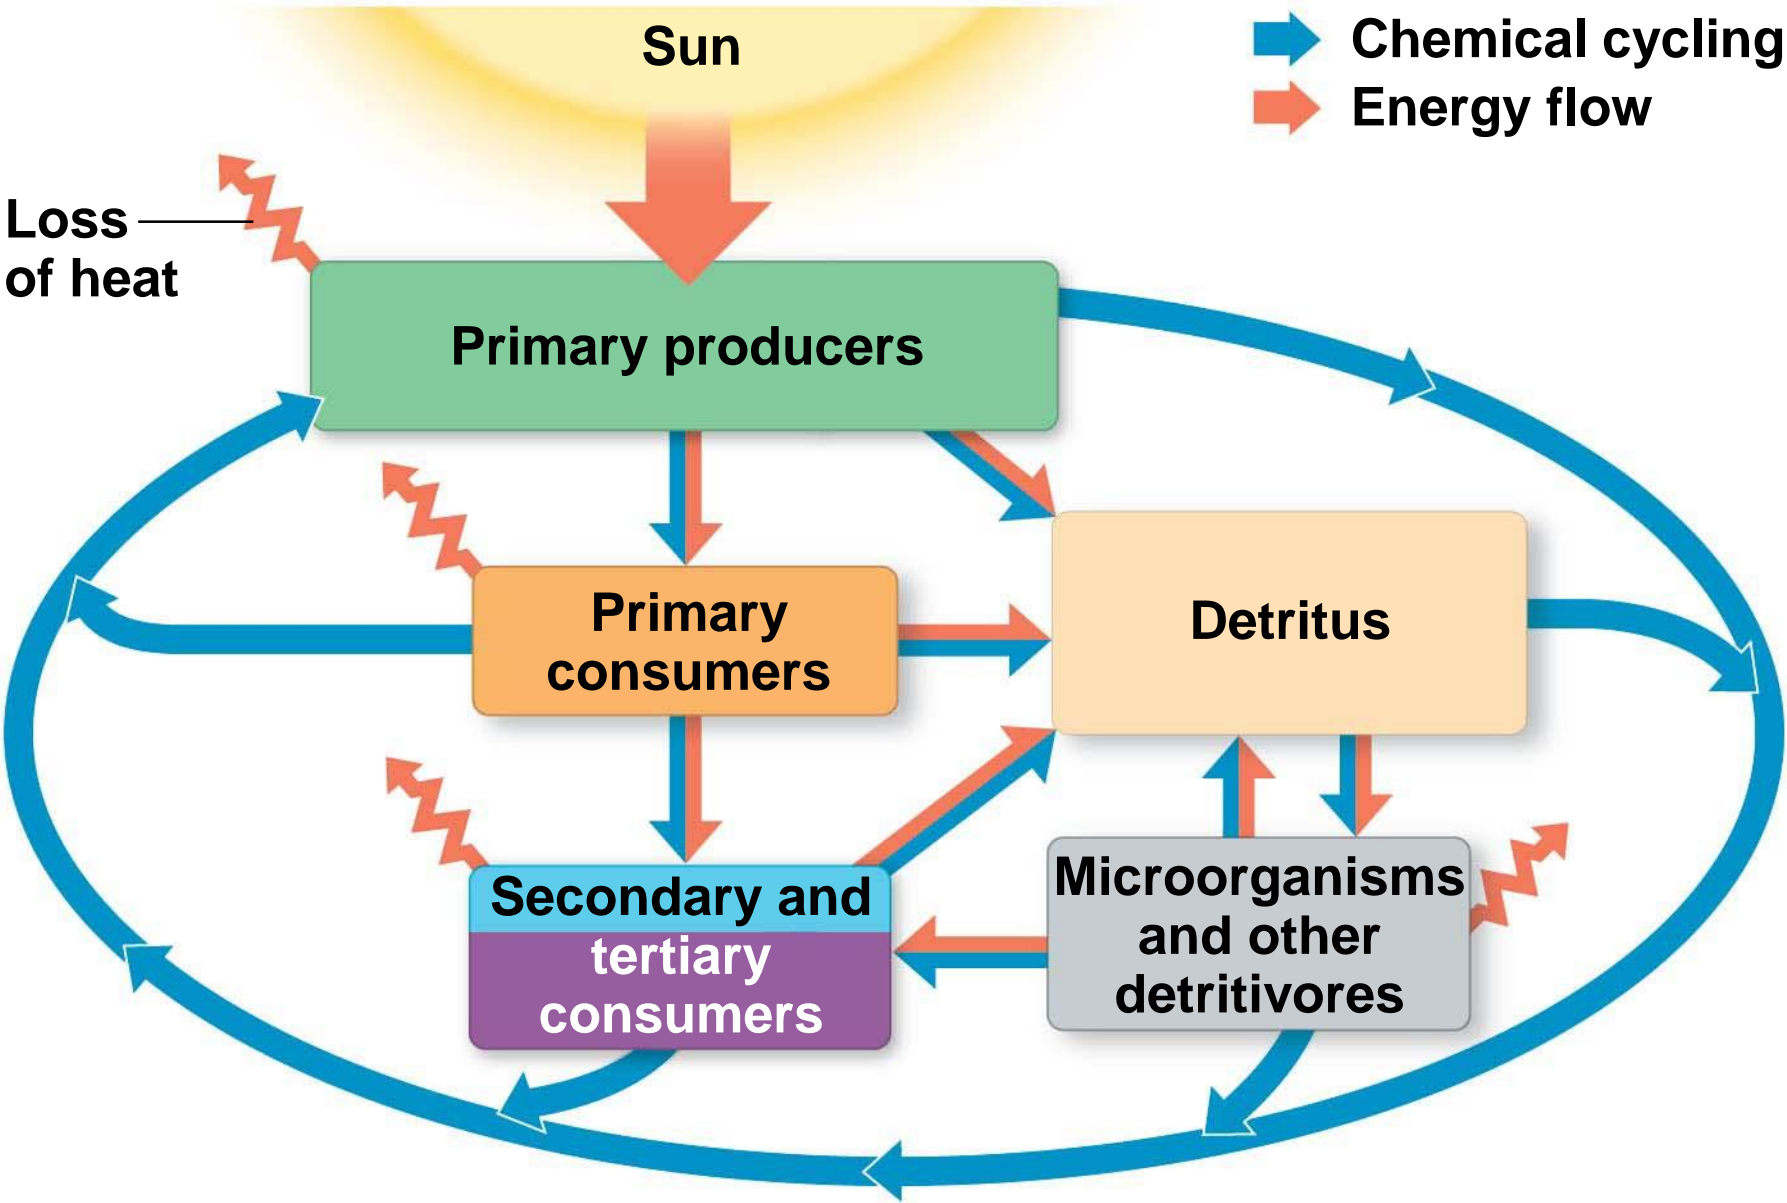 Sun
Chemical cycling
Energy flow
Loss
of heat
Primary producers
Primary
consumers
Detritus
Secondary and
tertiary
consumers
Microorganisms
and other
detritivores